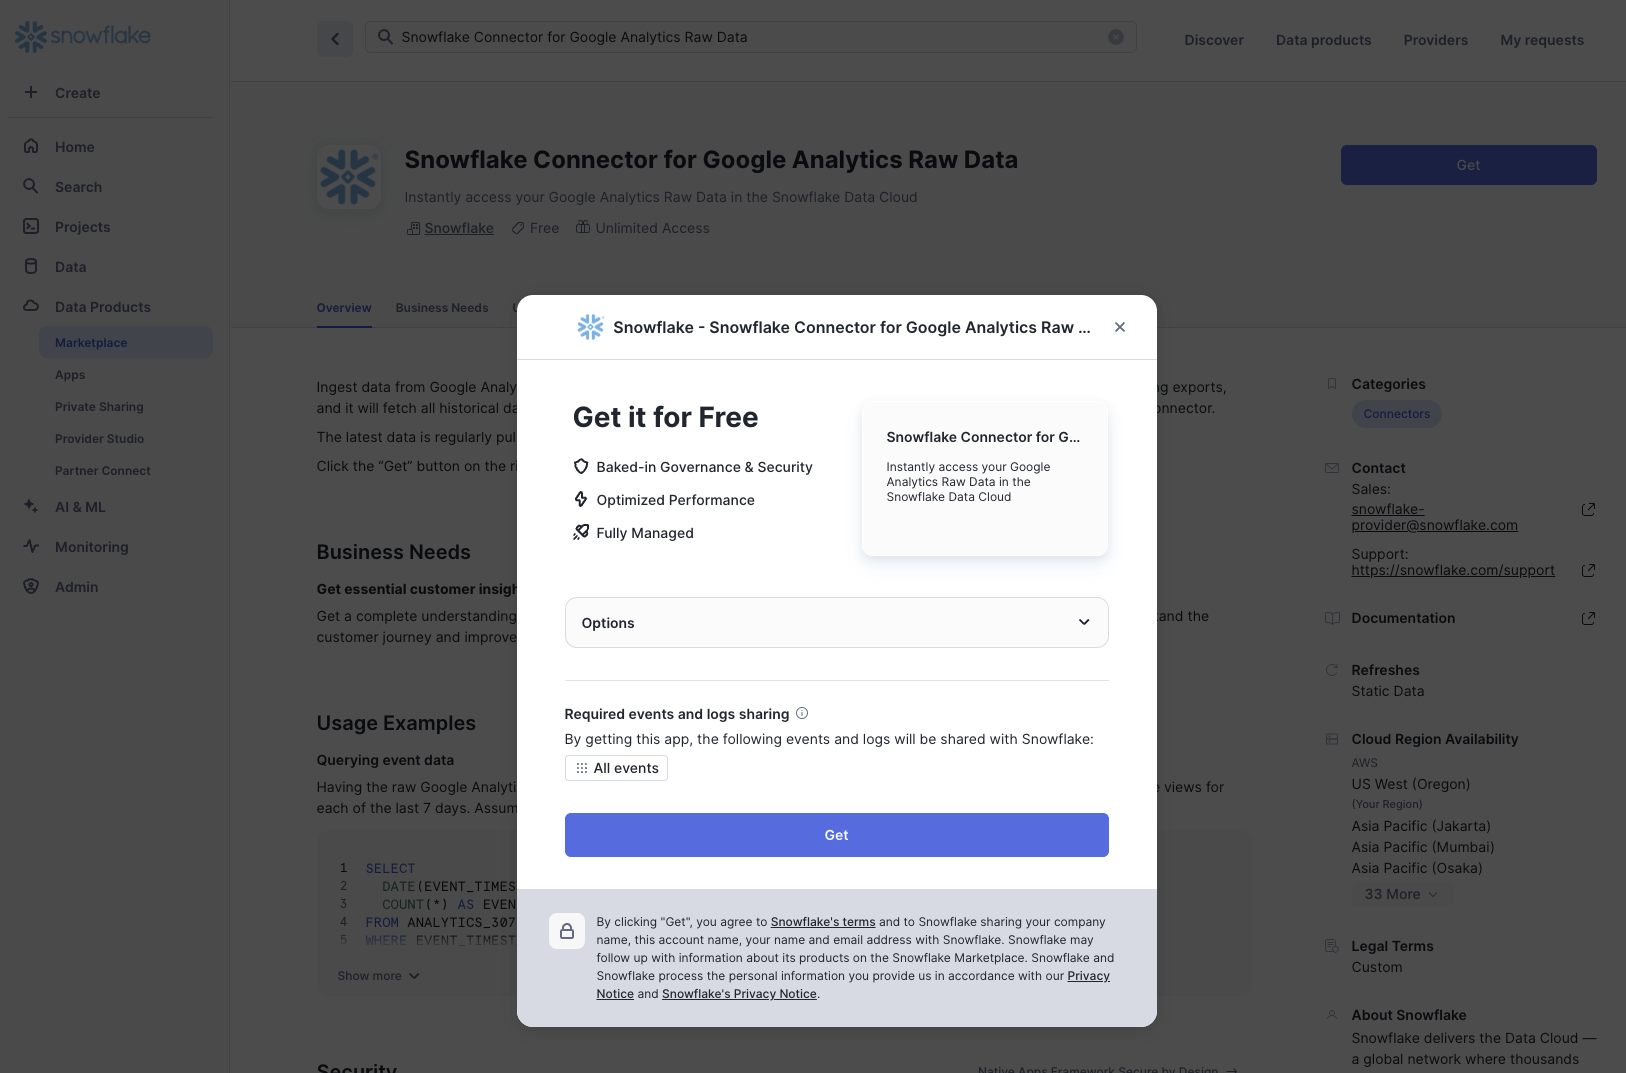 snowflake
Create
Home
Search
Projects
Data
Data Products
Marketplace
Apps
Private Sharing
Provider Studio
Partner Connect
AI & ML
Monitoring
Admin
Snowflake Connector for Google Analytics Raw Data
Discover
Data products
Providers
My requests
Snowflake Connector for Google Analytics Raw Data
Instantly access your Google Analytics Raw Data in the Snowflake Data Cloud
Snowflake
Free
Unlimited Access
Get
Overview
Business Needs
Ingest data from Google Analy
ng exports,
and it will fetch all historical da
onnector.
The latest data is regularly pul
Click the “Get” button on the ri
Business Needs
Get essential customer insigh
Get a complete understanding
and the
customer journey and improve
Usage Examples
Querying event data
Having the raw Google Analyti
e views for
each of the last 7 days. Assum
1 SELECT
2 DATE(EVENT_TIMES
3 COUNT(*) AS EVEN
4 FROM ANALYTICS_307
5 WHERE EVENT_TIMEST
Show more
Security
Native Apps Framework Secure by Design →
Snowflake - Snowflake Connector for Google Analytics Raw ...
Get it for Free
Baked-in Governance & Security
Optimized Performance
Fully Managed
Snowflake Connector for G...
Instantly access your Google
Analytics Raw Data in the
Snowflake Data Cloud
Options
Required events and logs sharing
By getting this app, the following events and logs will be shared with Snowflake:
All events
Get
By clicking "Get", you agree to Snowflake's terms and to Snowflake sharing your company
name, this account name, your name and email address with Snowflake. Snowflake may
follow up with information about its products on the Snowflake Marketplace. Snowflake and
Snowflake process the personal information you provide us in accordance with our Privacy
Notice and Snowflake's Privacy Notice.
Categories
Connectors
Contact
Sales:
snowflake-
provider@snowflake.com
Support:
https://snowflake.com/support
Documentation
Refreshes
Static Data
Cloud Region Availability
AWS
US West (Oregon)
(Your Region)
Asia Pacific (Jakarta)
Asia Pacific (Mumbai)
Asia Pacific (Osaka)
33 More
Legal Terms
Custom
About Snowflake
Snowflake delivers the Data Cloud —
a global network where thousands